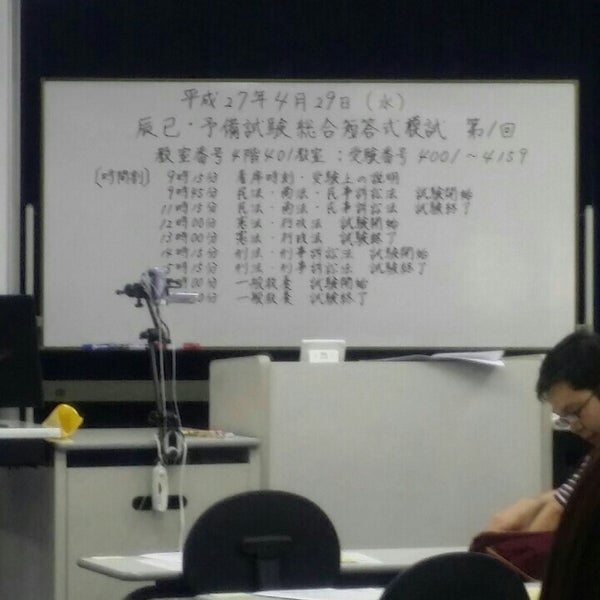 平成27年4月29日(水)
辰已・予備試験総合短答式模試 第1回
教室番号 4階401教室:受験番号 4001〜4159
(時間割) 9時15分 着席時刻・受験上の説明
9時45分 民法・商法・民事訴訟法 試験開始
11時15分 民法・商法・民事訴訟法 試験終了
12時00分 憲法・行政法 試験開始
13時00分 憲法・行政法 試験終了
14時15分 刑法・刑事訴訟法 試験開始
5時15分 刑法・刑事訴訟法 試験終了
00分 一般教養 試験開始
0分 一般教養 試験終了